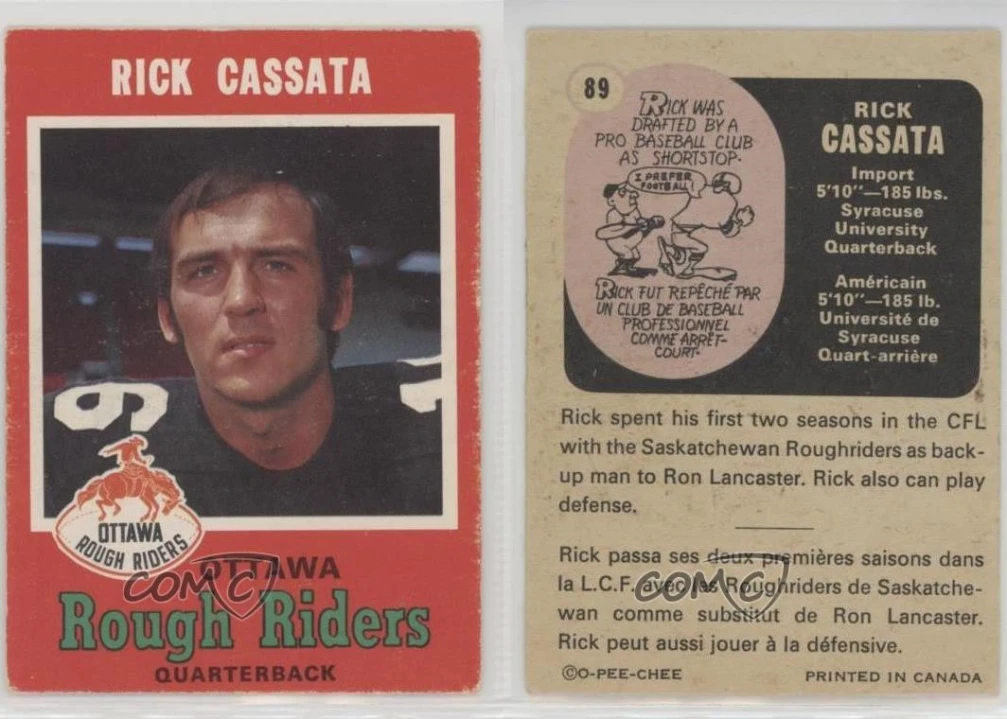 RICK CASSATA
OTTAWA
ROUGH RIDERS
OTTAWA
Rough Riders
QUARTERBACK
COMC
89
RICK WAS
DRAFTED BY A
PRO BASEBALL CLUB
AS SHORTSTOP.
I PREFER
FOOTBALL!
RICK FUT REPÊCHÉ PAR
UN CLUB DE BASEBALL
PROFESSIONNEL
COMME ARRÊT-
COURT.
RICK
CASSATA
Import
5'10"—185 lbs.
Syracuse
University
Quarterback
Américain
5'10"—185 lb.
Université de
Syracuse
Quart-arrière
Rick spent his first two seasons in the CFL
with the Saskatchewan Roughriders as back-
up man to Ron Lancaster. Rick also can play
defense.
Rick passa ses deux premières saisons dans
la L.C.F. avec les Roughriders de Saskatche-
wan comme substitut de Ron Lancaster.
Rick peut aussi jouer à la défensive.
COMC
©O-PEE-CHEE
PRINTED IN CANADA